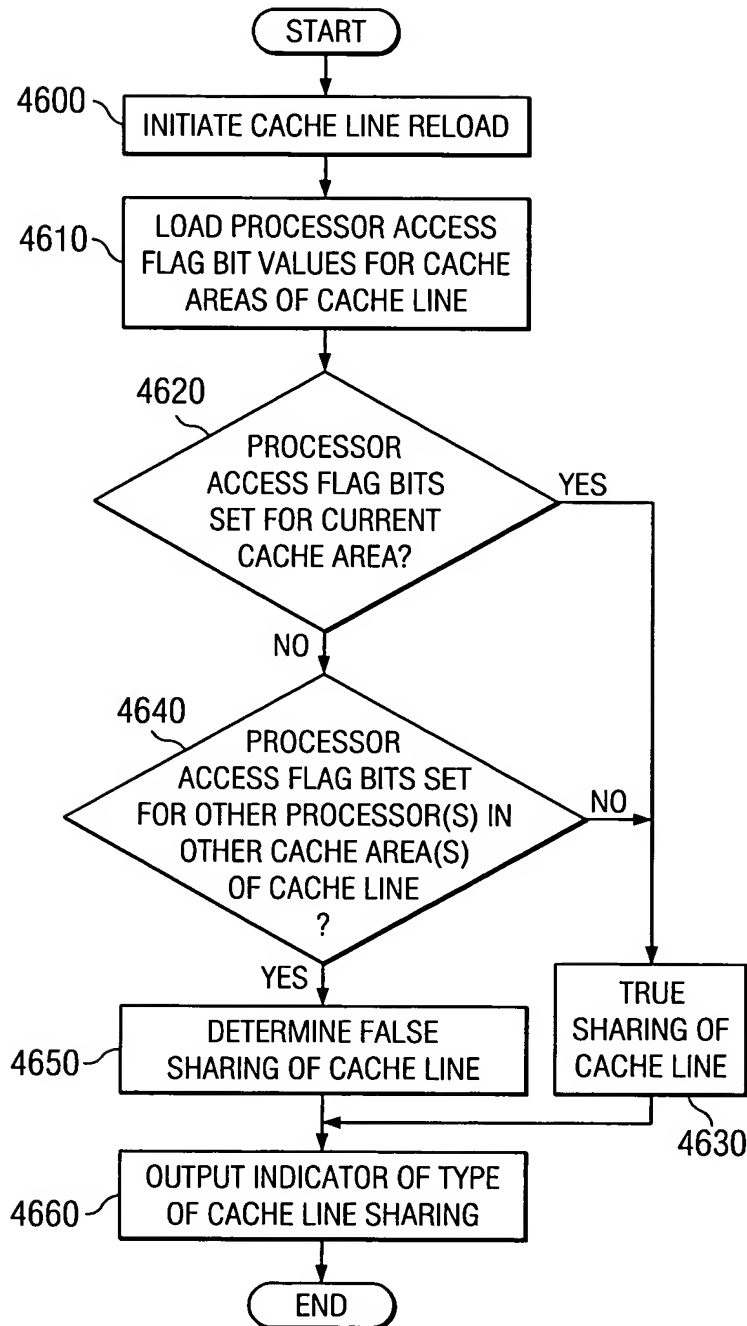 START
4600
INITIATE CACHE LINE RELOAD
4610
LOAD PROCESSOR ACCESS
FLAG BIT VALUES FOR CACHE
AREAS OF CACHE LINE
4620
PROCESSOR
ACCESS FLAG BITS
SET FOR CURRENT
CACHE AREA?
YES
NO
4640
PROCESSOR
ACCESS FLAG BITS SET
FOR OTHER PROCESSOR(S) IN
OTHER CACHE AREA(S)
OF CACHE LINE
?
NO
YES
4650
DETERMINE FALSE
SHARING OF CACHE LINE
TRUE
SHARING OF
CACHE LINE
4630
4660
OUTPUT INDICATOR OF TYPE
OF CACHE LINE SHARING
END